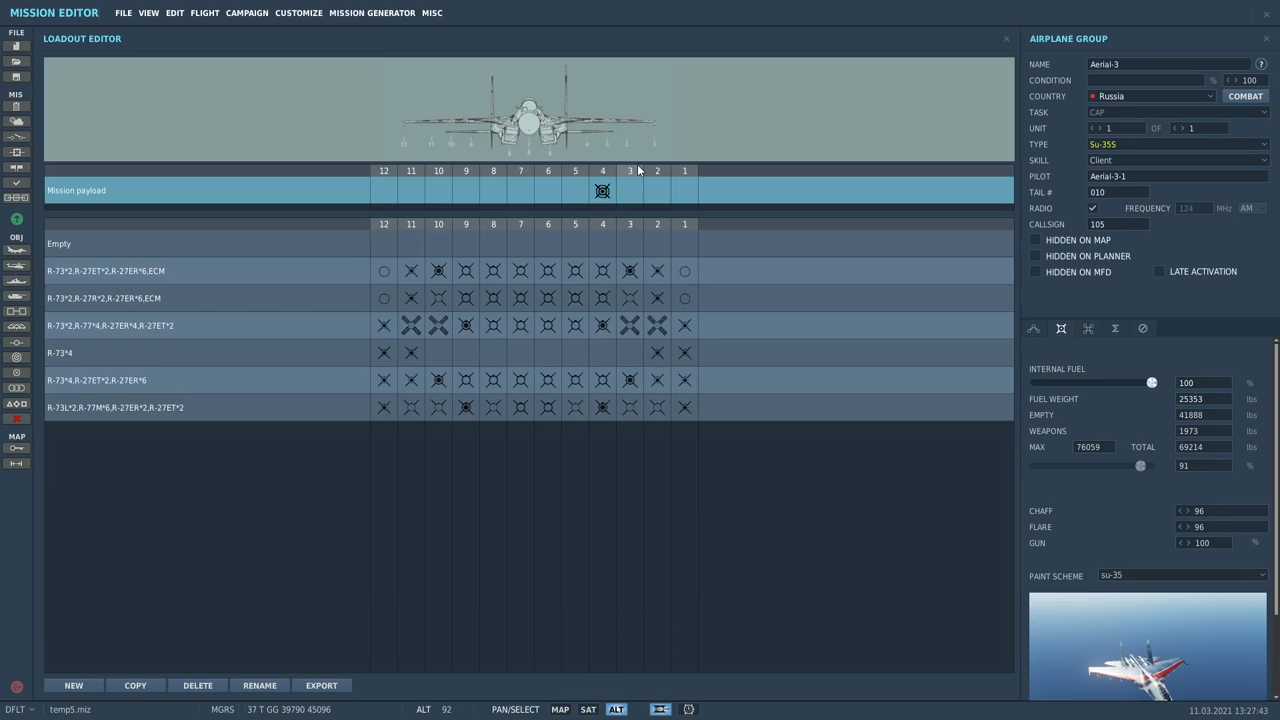 MISSION EDITOR FILE VIEW EDIT FLIGHT CAMPAIGN CUSTOMIZE MISSION GENERATOR MISC
FILE
MIS
OBJ
MAP
LOADOUT EDITOR
12 11 10 9 8 7 6 5 4 3 2 1
Mission payload
12 11 10 9 8 7 6 5 4 3 2 1
Empty
R-73*2,R-27ET*2,R-27ER*6,ECM
R-73*2,R-27R*2,R-27ER*6,ECM
R-73*2,R-77*4,R-27ER*4,R-27ET*2
R-73*4
R-73*4,R-27ET*2,R-27ER*6
R-73L*2,R-77M*6,R-27ER*2,R-27ET*2
NEW COPY DELETE RENAME EXPORT
AIRPLANE GROUP
NAME Aerial-3 ?
CONDITION % 100
COUNTRY Russia COMBAT
TASK CAP
UNIT 1 OF 1
TYPE Su-35S
SKILL Client
PILOT Aerial-3-1
TAIL # 010
RADIO FREQUENCY 124 MHz AM
CALLSIGN 105
HIDDEN ON MAP
HIDDEN ON PLANNER
HIDDEN ON MFD LATE ACTIVATION
INTERNAL FUEL
100 %
FUEL WEIGHT 25353 lbs
EMPTY 41888 lbs
WEAPONS 1973 lbs
MAX 76059 TOTAL 69214 lbs
91 %
CHAFF 96
FLARE 96
GUN 100 %
PAINT SCHEME su-35
DFLT temp5.miz MGRS 37 T GG 39790 45096 ALT 92 PAN/SELECT MAP SAT ALT 11.03.2021 13:27:43